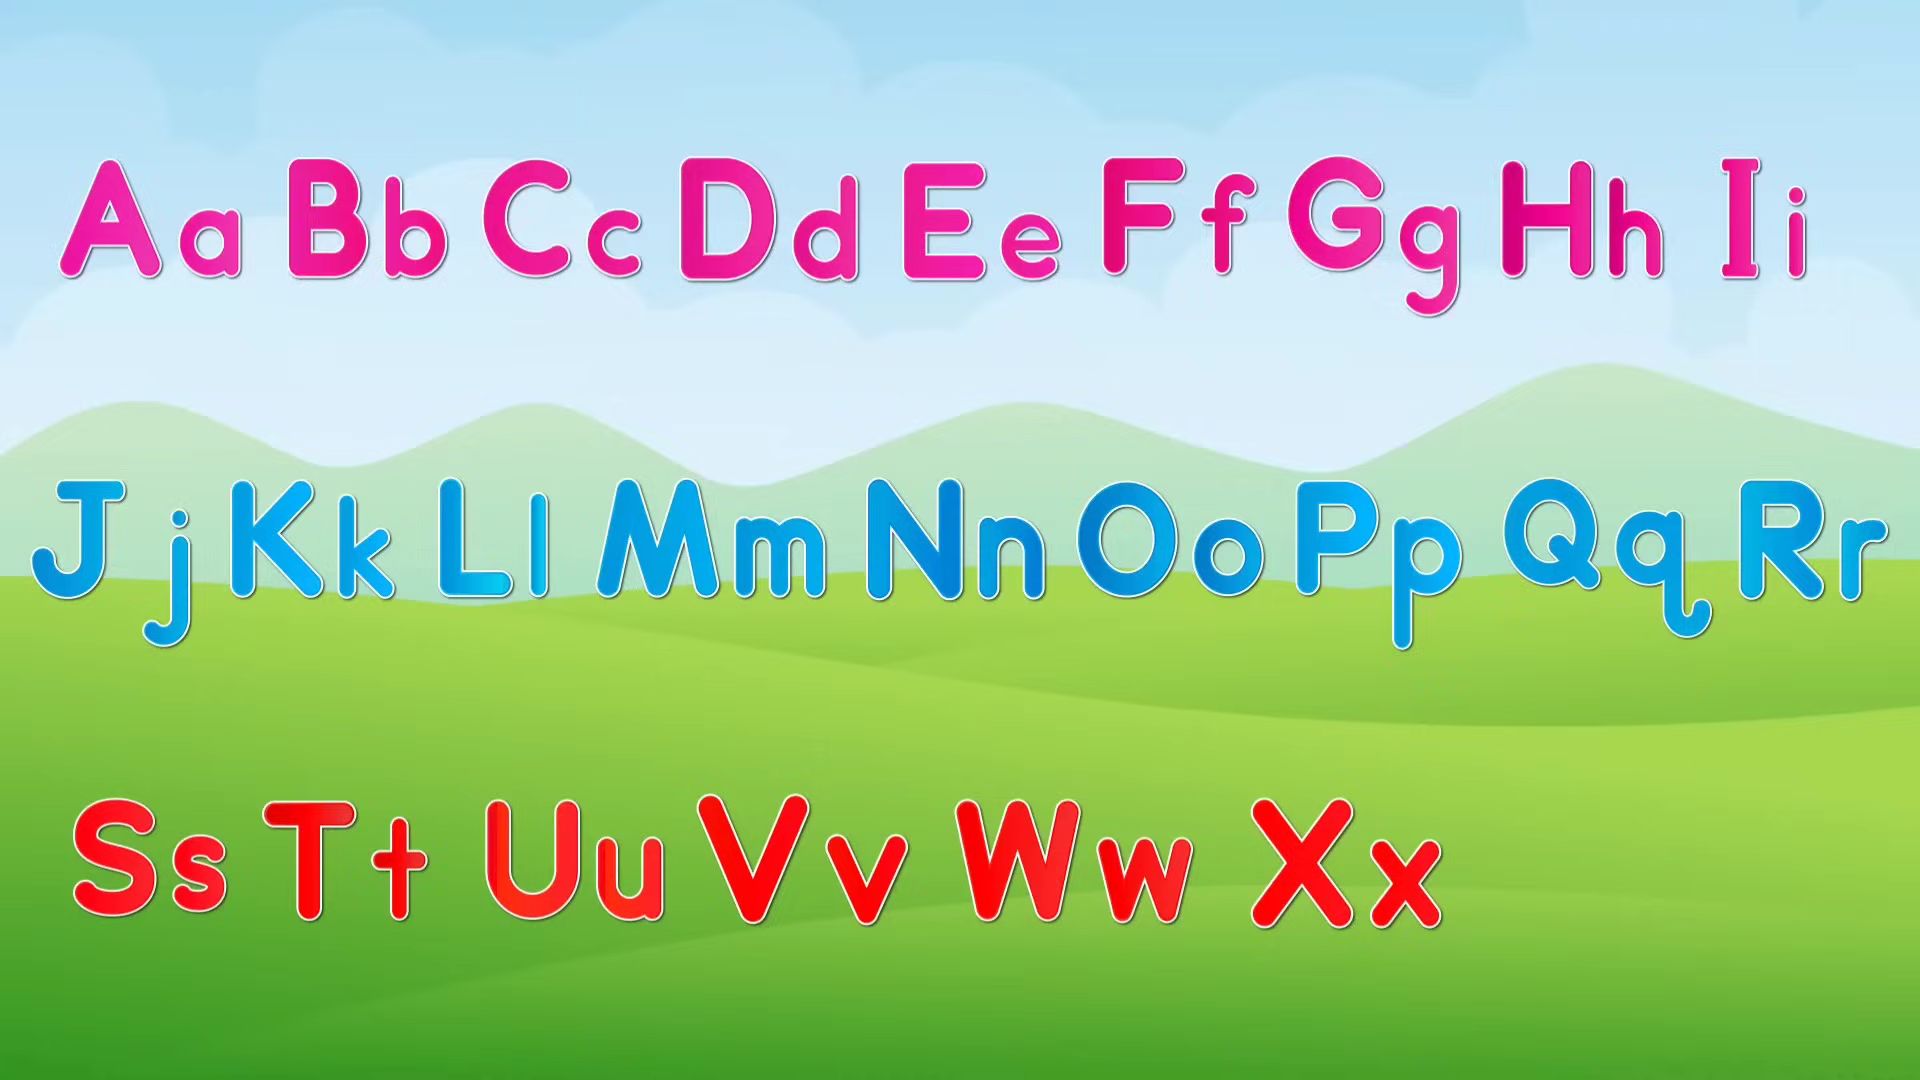 Aa Bb Cc Dd Ee Ff Gg Hh Ii
Jj Kk Ll Mm Nn Oo Pp Qq Rr
Ss Tt Uu Vv Ww Xx